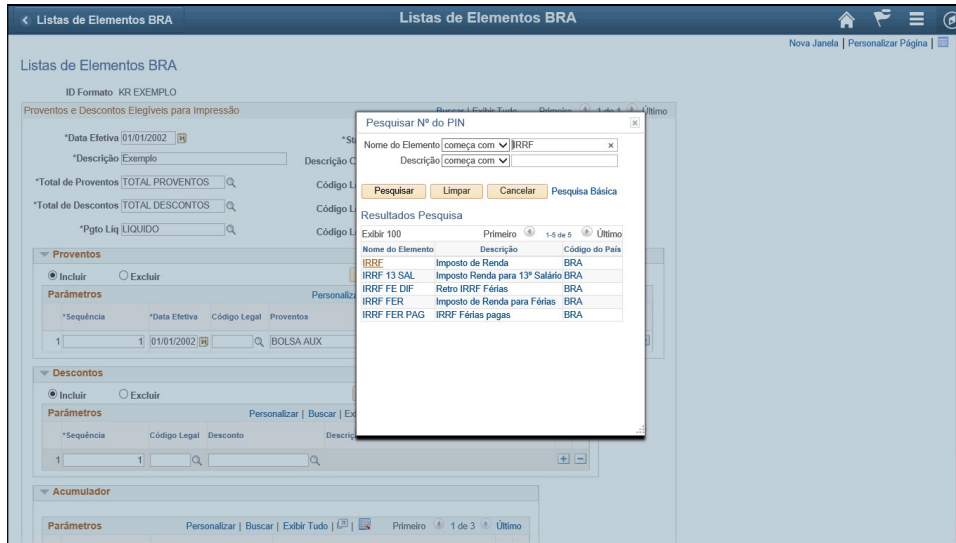 Listas de Elementos BRA
Listas de Elementos BRA
Nova Janela | Personalizar Página |
Listas de Elementos BRA
ID Formato KR EXEMPLO
Proventos e Descontos Elegíveis para Impressão Buscar | Exibir Tudo Primeiro 1 de 1 Último
*Data Efetiva 01/01/2002
*Descrição Exemplo Descrição C
*Total de Proventos TOTAL PROVENTOS Código L
*Total de Descontos TOTAL DESCONTOS Código L
*Pgto Líq LIQUIDO Código L
Proventos
Incluir Excluir
Parâmetros Personaliza
*Sequência *Data Efetiva Código Legal Proventos
1 1 01/01/2002 BOLSA AUX
Descontos
Incluir Excluir
Parâmetros Personalizar | Buscar | Ex
*Sequência Código Legal Desconto Descriç
1 1
Acumulador
Parâmetros Personalizar | Buscar | Exibir Tudo | | Primeiro 1 de 3 Último
Pesquisar Nº do PIN
Nome do Elemento começa com IRRF
Descrição começa com
Pesquisar Limpar Cancelar Pesquisa Básica
Resultados Pesquisa
Exibir 100 Primeiro 1-5 de 5 Último
Nome do Elemento Descrição Código do País
IRRF Imposto de Renda BRA
IRRF 13 SAL Imposto Renda para 13º Salário BRA
IRRF FE DIF Retro IRRF Férias BRA
IRRF FER Imposto de Renda para Férias BRA
IRRF FER PAG IRRF Férias pagas BRA